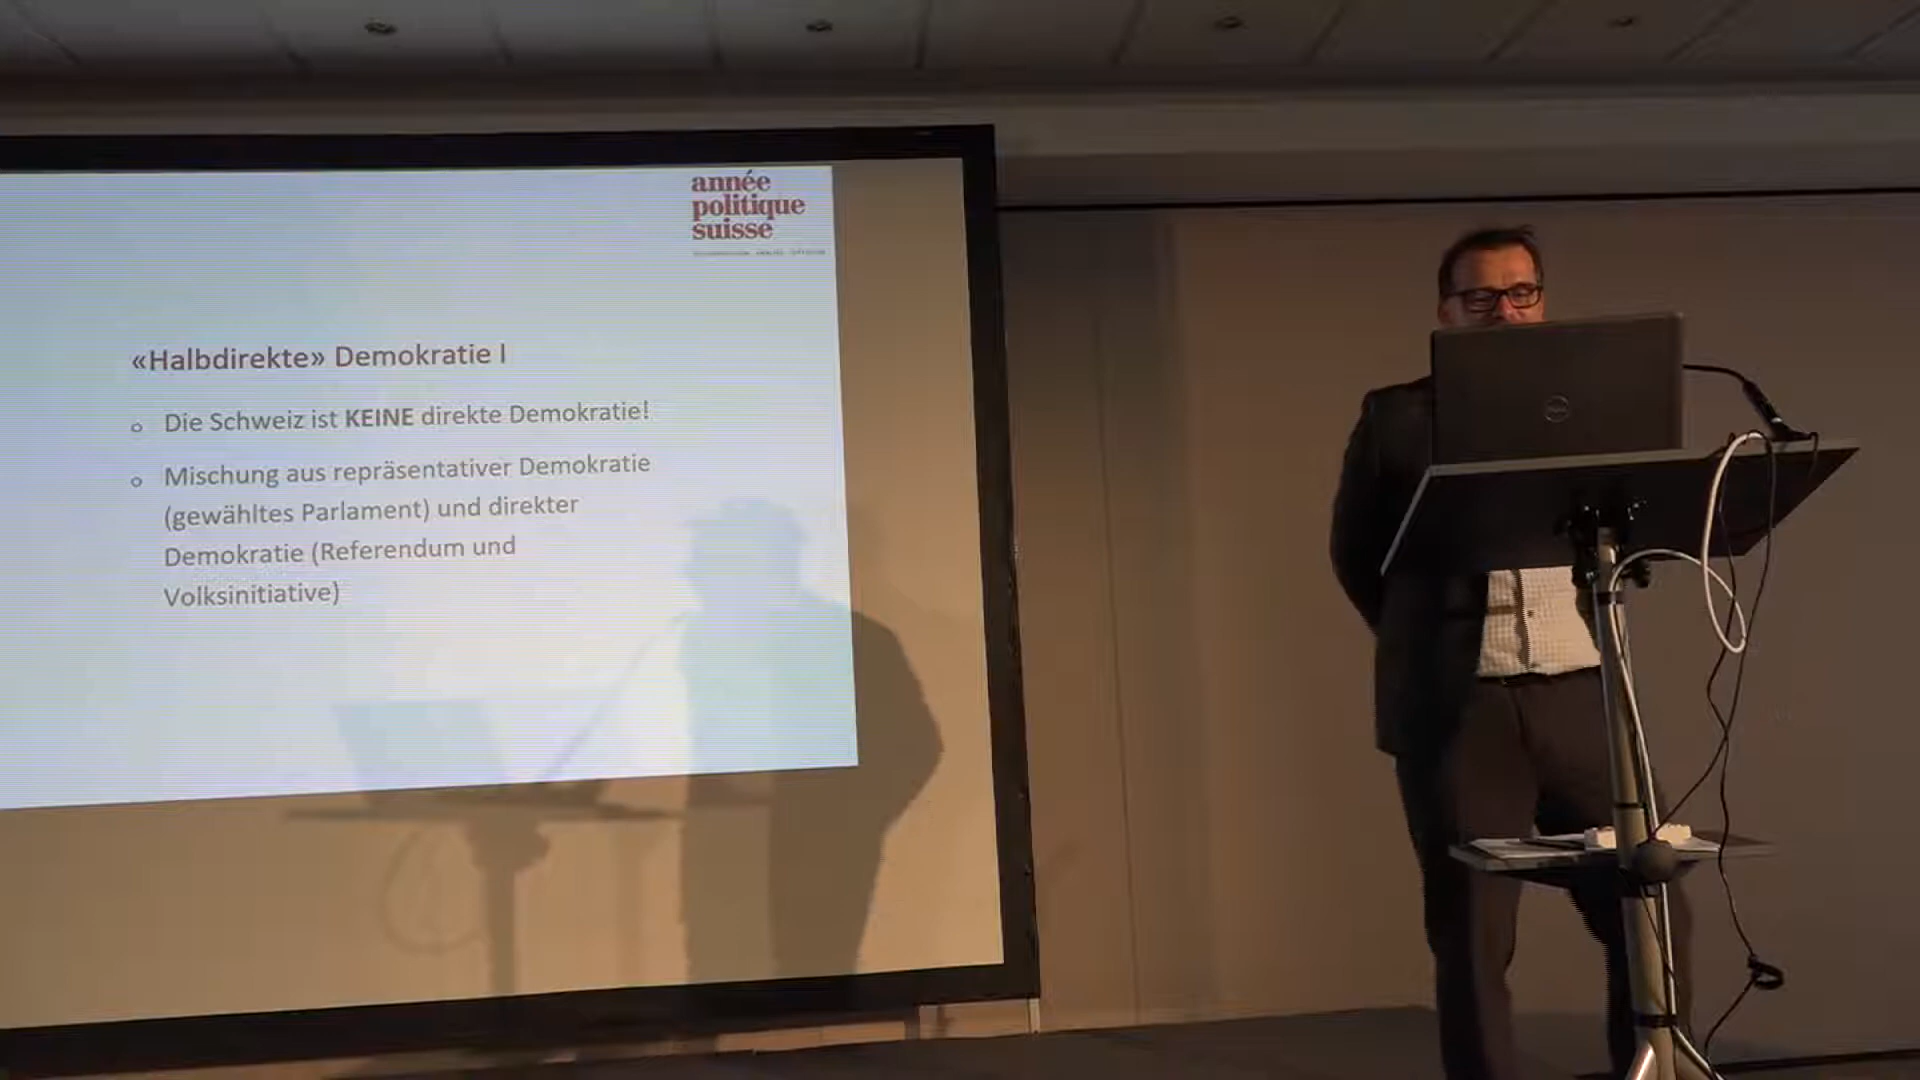 année
politique
suisse
«Halbdirekte» Demokratie I
○ Die Schweiz ist KEINE direkte Demokratie!
○ Mischung aus repräsentativer Demokratie
(gewähltes Parlament) und direkter
Demokratie (Referendum und
Volksinitiative)
DELL